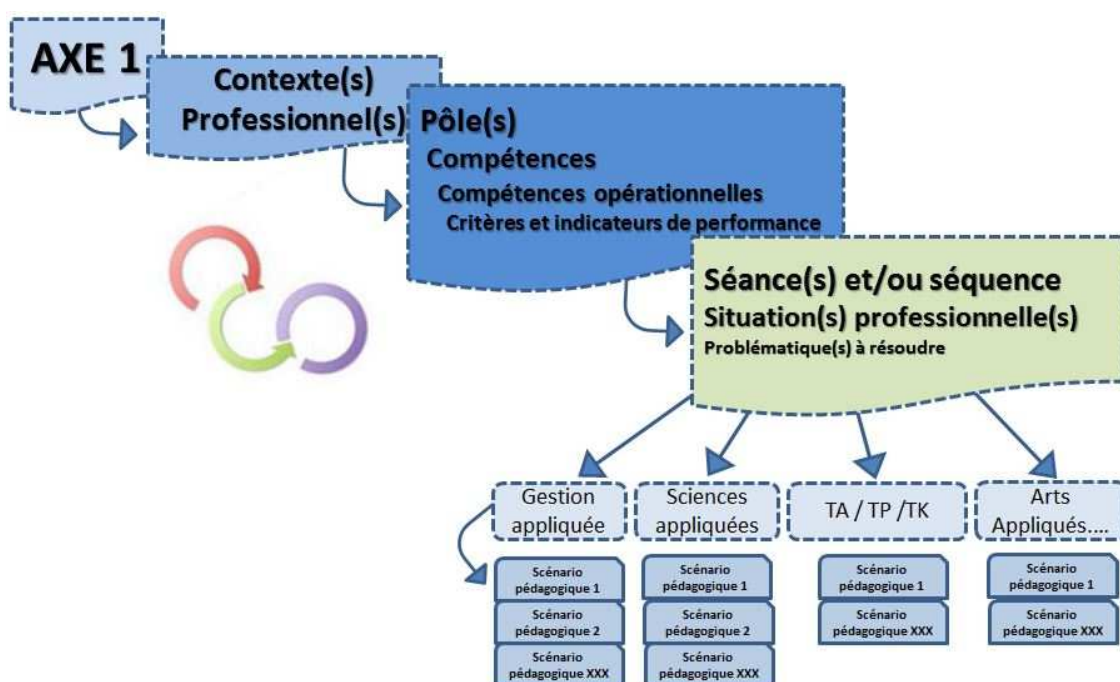 AXE 1
Contexte(s)
Professionnel(s)
Pôle(s)
Compétences
Compétences opérationnelles
Critères et indicateurs de performance
Séance(s) et/ou séquence
Situation(s) professionnelle(s)
Problématique(s) à résoudre
Gestion
appliquée
Scénario
pédagogique 1
Scénario
pédagogique 2
Scénario
pédagogique XXX
Sciences
appliquées
Scénario
pédagogique 1
Scénario
pédagogique 2
Scénario
pédagogique XXX
TA / TP /TK
Scénario
pédagogique 1
Scénario
pédagogique XXX
Arts
Appliqués....
Scénario
pédagogique 1
Scénario
pédagogique XXX